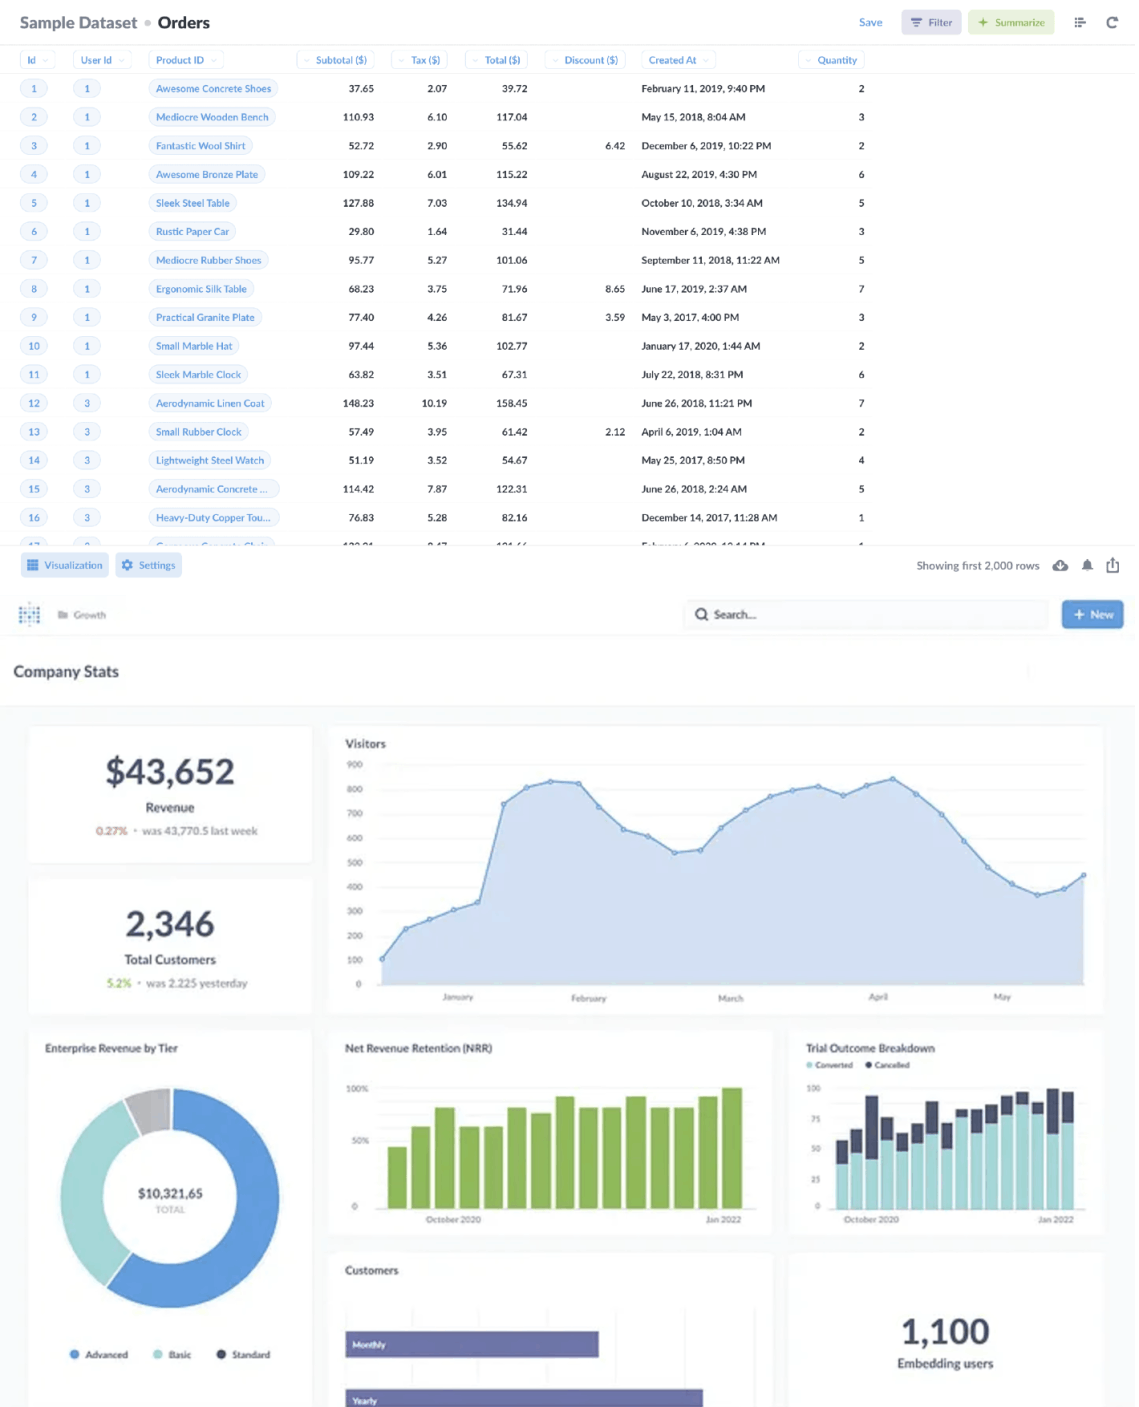 Sample Dataset • Orders
Save Filter + Summarize
Id User Id Product ID Subtotal ($) Tax ($) Total ($) Discount ($) Created At Quantity
1 1 Awesome Concrete Shoes 37.65 2.07 39.72 February 11, 2019, 9:40 PM 2
2 1 Mediocre Wooden Bench 110.93 6.10 117.04 May 15, 2018, 8:04 AM 3
3 1 Fantastic Wool Shirt 52.72 2.90 55.62 6.42 December 6, 2019, 10:22 PM 2
4 1 Awesome Bronze Plate 109.22 6.01 115.22 August 22, 2019, 4:30 PM 6
5 1 Sleek Steel Table 127.88 7.03 134.94 October 10, 2018, 3:34 AM 5
6 1 Rustic Paper Car 29.80 1.64 31.44 November 6, 2019, 4:38 PM 3
7 1 Mediocre Rubber Shoes 95.77 5.27 101.06 September 11, 2018, 11:22 AM 5
8 1 Ergonomic Silk Table 68.23 3.75 71.96 8.65 June 17, 2019, 2:37 AM 7
9 1 Practical Granite Plate 77.40 4.26 81.67 3.59 May 3, 2017, 4:00 PM 3
10 1 Small Marble Hat 97.44 5.36 102.77 January 17, 2020, 1:44 AM 2
11 1 Sleek Marble Clock 63.82 3.51 67.31 July 22, 2018, 8:31 PM 6
12 3 Aerodynamic Linen Coat 148.23 10.19 158.45 June 26, 2018, 11:21 PM 7
13 3 Small Rubber Clock 57.49 3.95 61.42 2.12 April 6, 2019, 1:04 AM 2
14 3 Lightweight Steel Watch 51.19 3.52 54.67 May 25, 2017, 8:50 PM 4
15 3 Aerodynamic Concrete ... 114.42 7.87 122.31 June 26, 2018, 2:24 AM 5
16 3 Heavy-Duty Copper Tou... 76.83 5.28 82.16 December 14, 2017, 11:28 AM 1
Visualization Settings Showing first 2,000 rows
Growth Search... + New
Company Stats
$43,652
Revenue
0.27% • was 43,770.5 last week
2,346
Total Customers
5.2% • was 2.225 yesterday
Visitors
900
800
700
600
500
400
300
200
100
0
January February March April May
Enterprise Revenue by Tier
$10,321,65
TOTAL
Advanced Basic Standard
Net Revenue Retention (NRR)
100%
50%
0
October 2020 Jan 2022
Trial Outcome Breakdown
Converted Cancelled
100
75
50
25
0
October 2020 Jan 2022
Customers
Monthly
Yearly
1,100
Embedding users